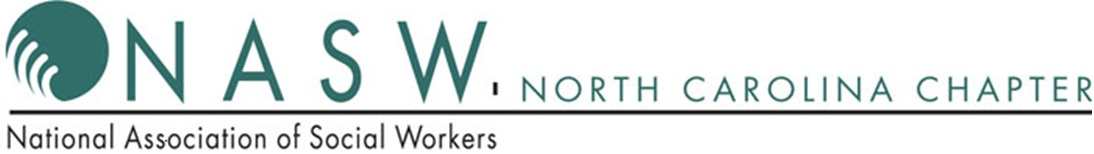 NASW NORTH CAROLINA CHAPTER
National Association of Social Workers